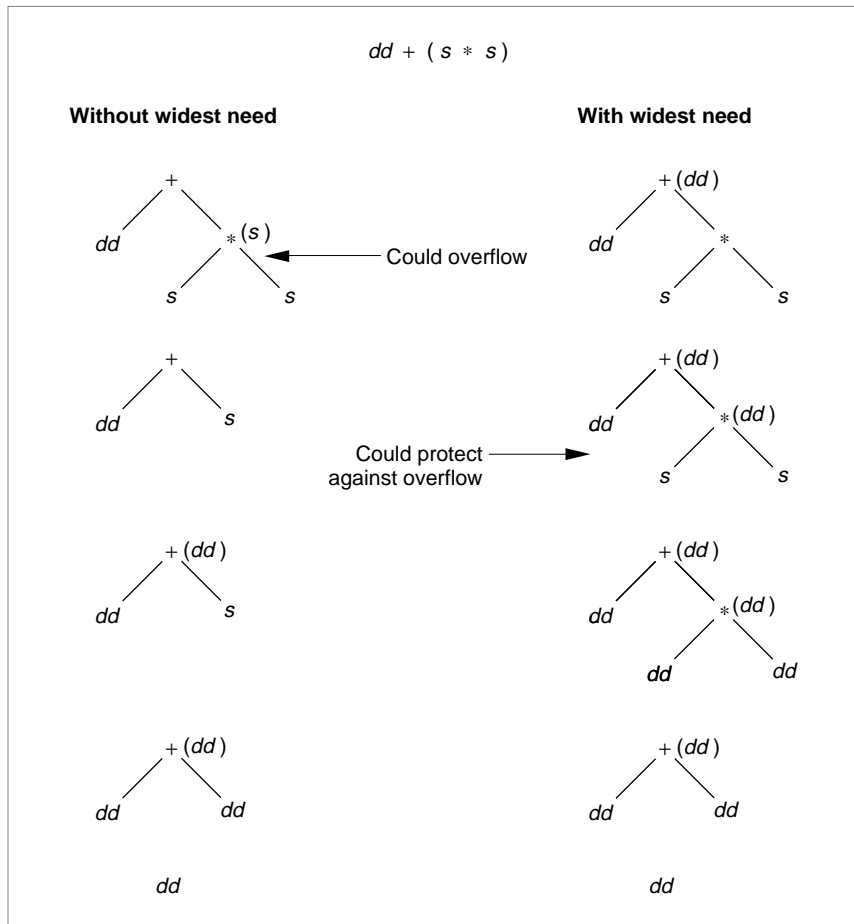 dd + ( s * s )
Without widest need
With widest need
+
+ (dd )
dd
* (s )
dd
*
Could overflow
s
s
s
s
+
+ (dd )
dd
s
dd
* (dd )
Could protect
against overflow
s
s
+ (dd )
+ (dd )
dd
s
dd
* (dd )
dd
dd
+ (dd )
+ (dd )
dd
dd
dd
dd
dd
dd